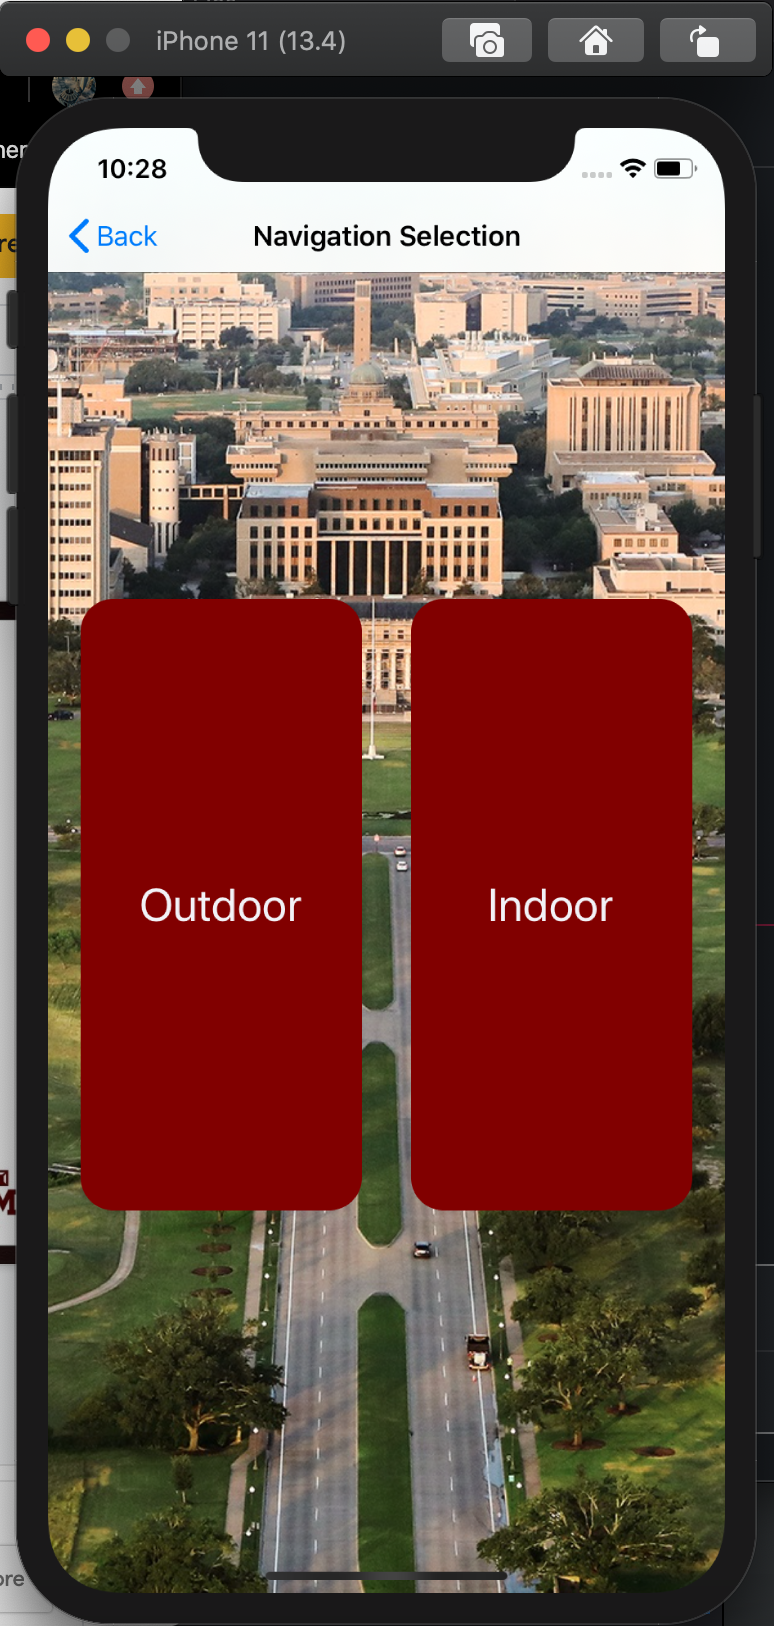 iPhone 11 (13.4)
10:28
Back
Navigation Selection
Outdoor
Indoor